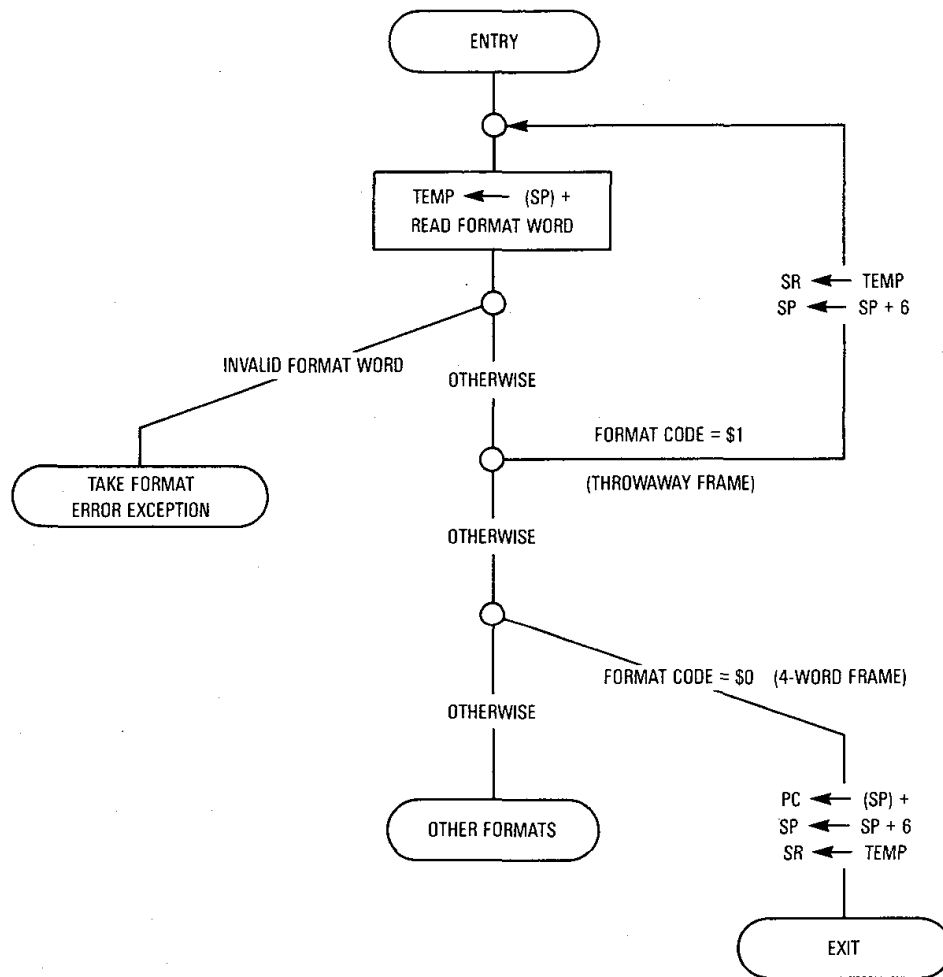 ENTRY
TEMP ← (SP) +
READ FORMAT WORD
SR ← TEMP
SP ← SP + 6
INVALID FORMAT WORD
OTHERWISE
FORMAT CODE = $1
(THROWAWAY FRAME)
TAKE FORMAT
ERROR EXCEPTION
OTHERWISE
FORMAT CODE = $0 (4-WORD FRAME)
OTHERWISE
OTHER FORMATS
PC ← (SP) +
SP ← SP + 6
SR ← TEMP
EXIT